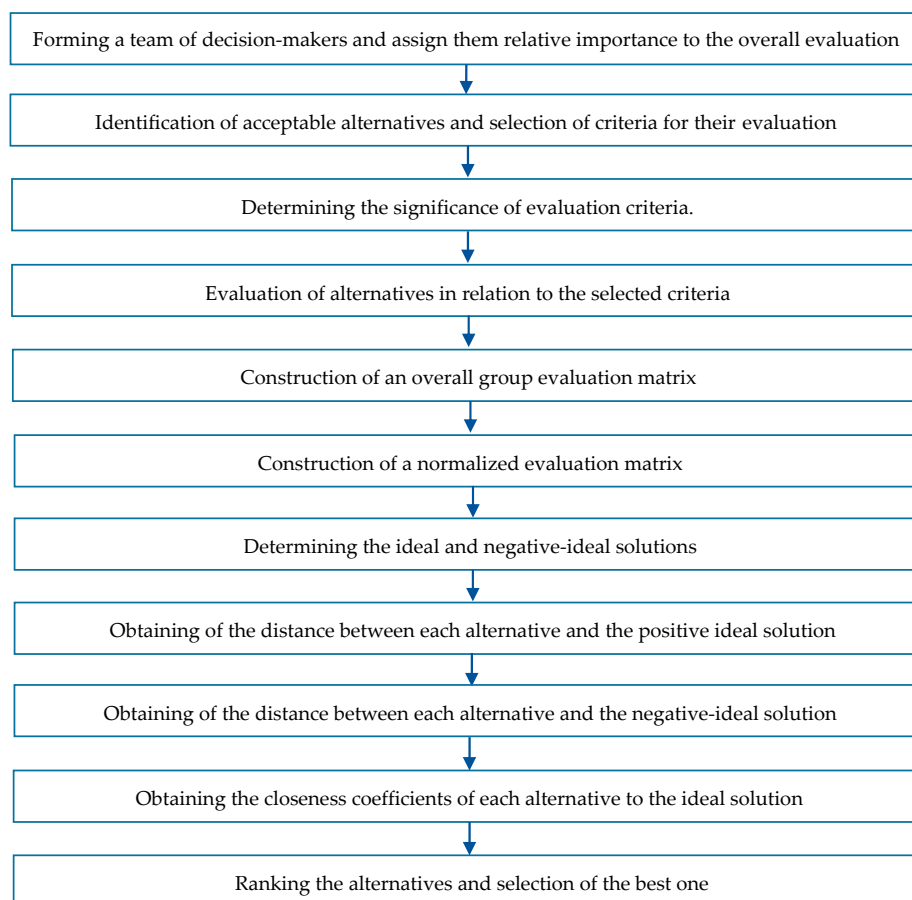 Forming a team of decision-makers and assign them relative importance to the overall evaluation
Identification of acceptable alternatives and selection of criteria for their evaluation
Determining the significance of evaluation criteria.
Evaluation of alternatives in relation to the selected criteria
Construction of an overall group evaluation matrix
Construction of a normalized evaluation matrix
Determining the ideal and negative-ideal solutions
Obtaining of the distance between each alternative and the positive ideal solution
Obtaining of the distance between each alternative and the negative-ideal solution
Obtaining the closeness coefficients of each alternative to the ideal solution
Ranking the alternatives and selection of the best one